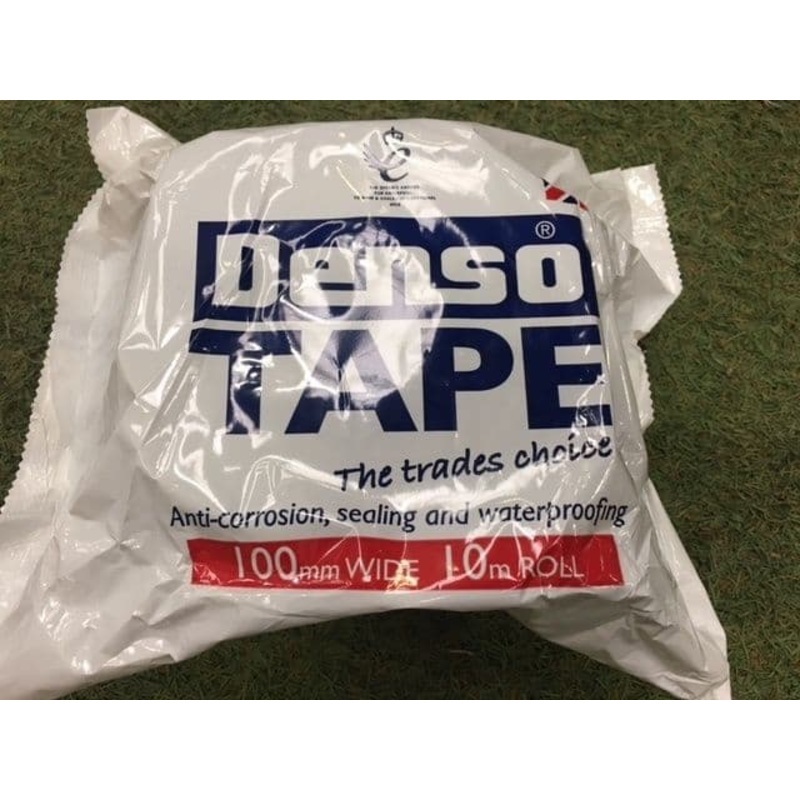 Denso®
TAPE
The trades choice
Anti-corrosion, sealing and waterproofing
100mm WIDE 10m ROLL